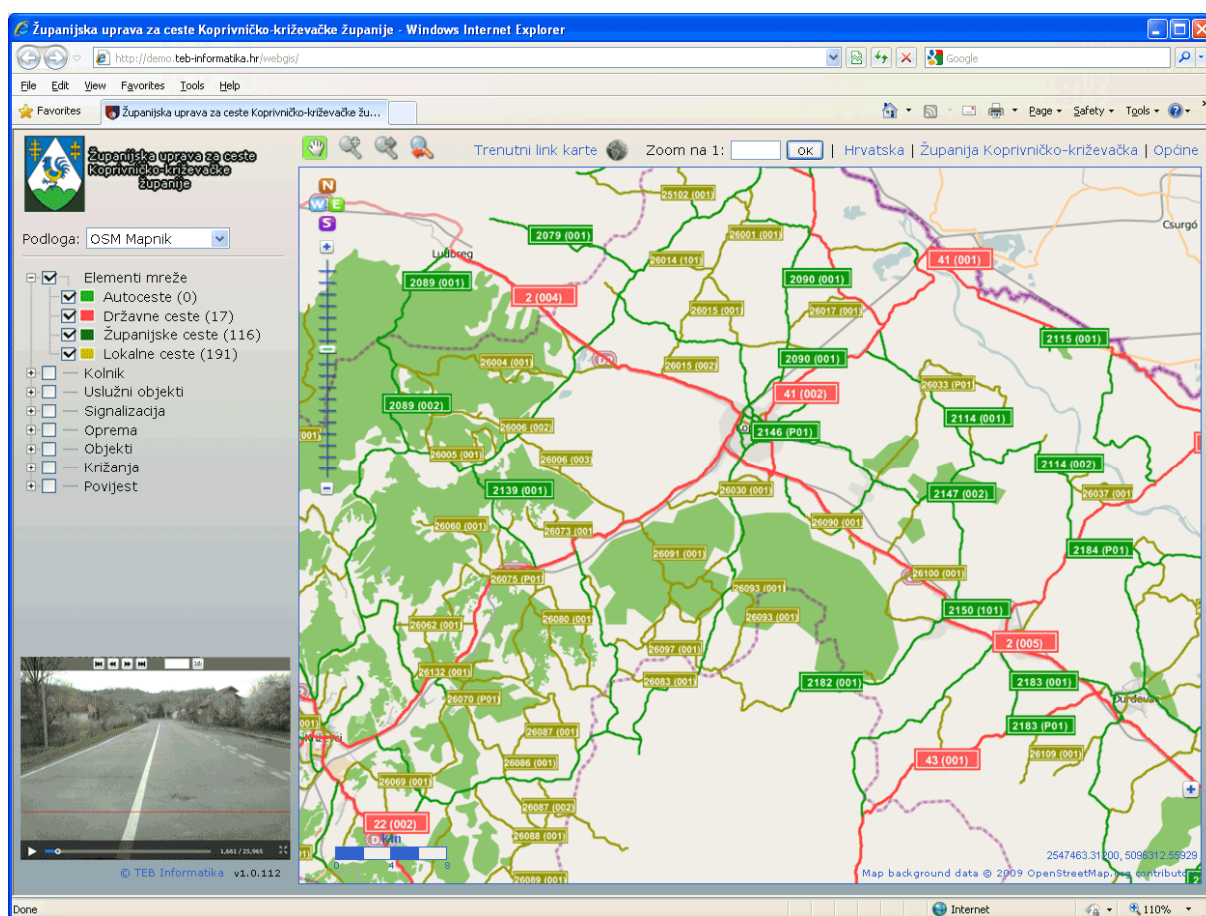 Županijska uprava za ceste Koprivničko-križevačke županije - Windows Internet Explorer
http://demo.teb-informatika.hr/webgis/
Google
File Edit View Favorites Tools Help
Favorites
Županijska uprava za ceste Koprivničko-križevačke žu...
Page Safety Tools
Županijska uprava za ceste
Koprivničko-križevačke
županije
Trenutni link karte
Zoom na 1:
OK | Hrvatska | Županija Koprivničko-križevačka | Općine
Podloga: OSM Mapnik
Elementi mreže
Autoceste (0)
Državne ceste (17)
Županijske ceste (116)
Lokalne ceste (191)
Kolnik
Uslužni objekti
Signalizacija
Oprema
Objekti
Križanja
Povijest
1,661 / 25,965
© TEB Informatika v1.0.112
N
W E
S
25102 (001)
2079 (001)
26001 (001)
Csurgó
Ludbreg
26014 (101)
41 (001)
2089 (001)
2090 (001)
2 (004)
26015 (001)
26017 (001)
2115 (001)
26004 (001)
26015 (002)
2090 (001)
26033 (P01)
41 (002)
2089 (002)
2114 (001)
26006 (002)
2146 (P01)
001)
26005 (001)
26006 (003)
2114 (002)
2139 (001)
26030 (001)
2147 (002)
26037 (001)
26060 (001)
26073 (001)
26090 (001)
26091 (001)
2184 (P01)
26075 (P01)
26100 (001)
26093 (001)
2150 (101)
26062 (001)
26080 (001)
26093 (001)
2 (005)
26097 (001)
26132 (001)
26083 (001)
2182 (001)
2183 (001)
26070 (P01)
Đurđevac
001)
26087 (001)
2183 (P01)
Križevci
26109 (001)
26086 (001)
43 (001)
26069 (001)
26087 (002)
22 (002)
26088 (001)
km
0 4 8
26089 (001)
2547463.31200, 5096312.55929
Map background data © 2009 OpenStreetMap.org contributo
Done
Internet
110%